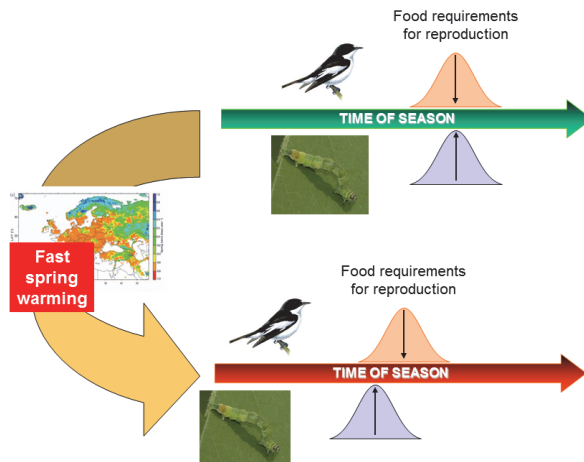 Food requirements
for reproduction
TIME OF SEASON
Fast
spring
warming
Food requirements
for reproduction
TIME OF SEASON